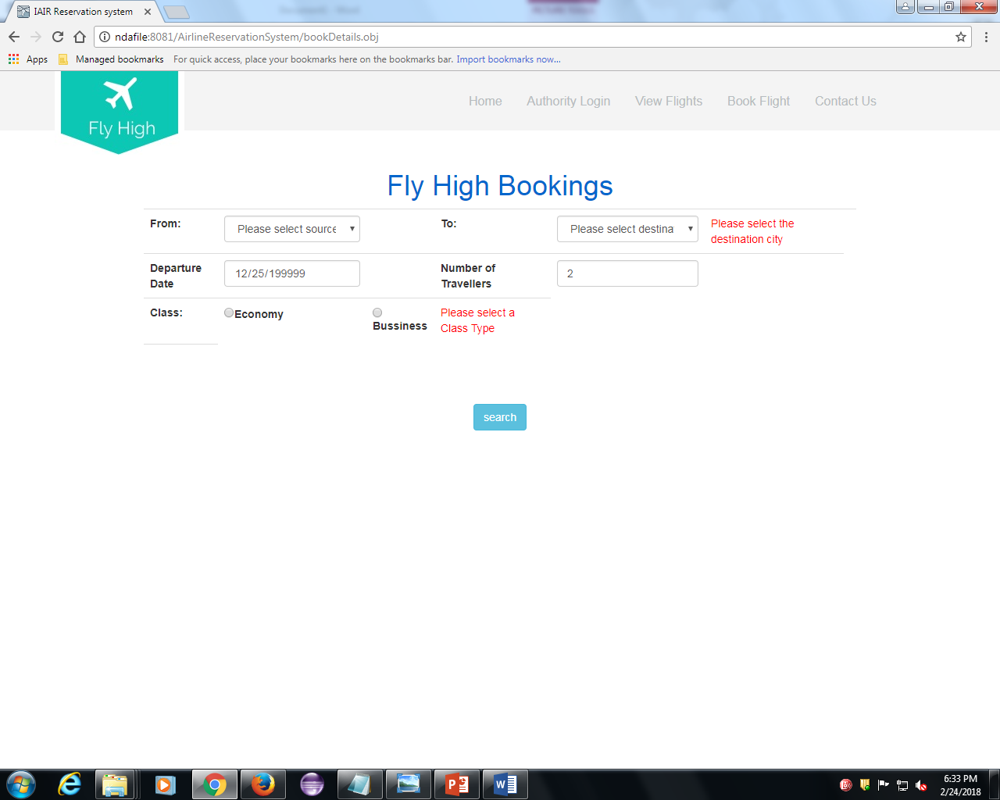 IAIR Reservation system
ndafile:8081/AirlineReservationSystem/bookDetails.obj
Apps Managed bookmarks For quick access, place your bookmarks here on the bookmarks bar. Import bookmarks now...
Fly High
Home Authority Login View Flights Book Flight Contact Us
Fly High Bookings
From: Please select source To: Please select destina Please select the
destination city
Departure
Date 12/25/199999 Number of
Travellers 2
Class: Economy Bussiness Please select a
Class Type
search
6:33 PM
2/24/2018